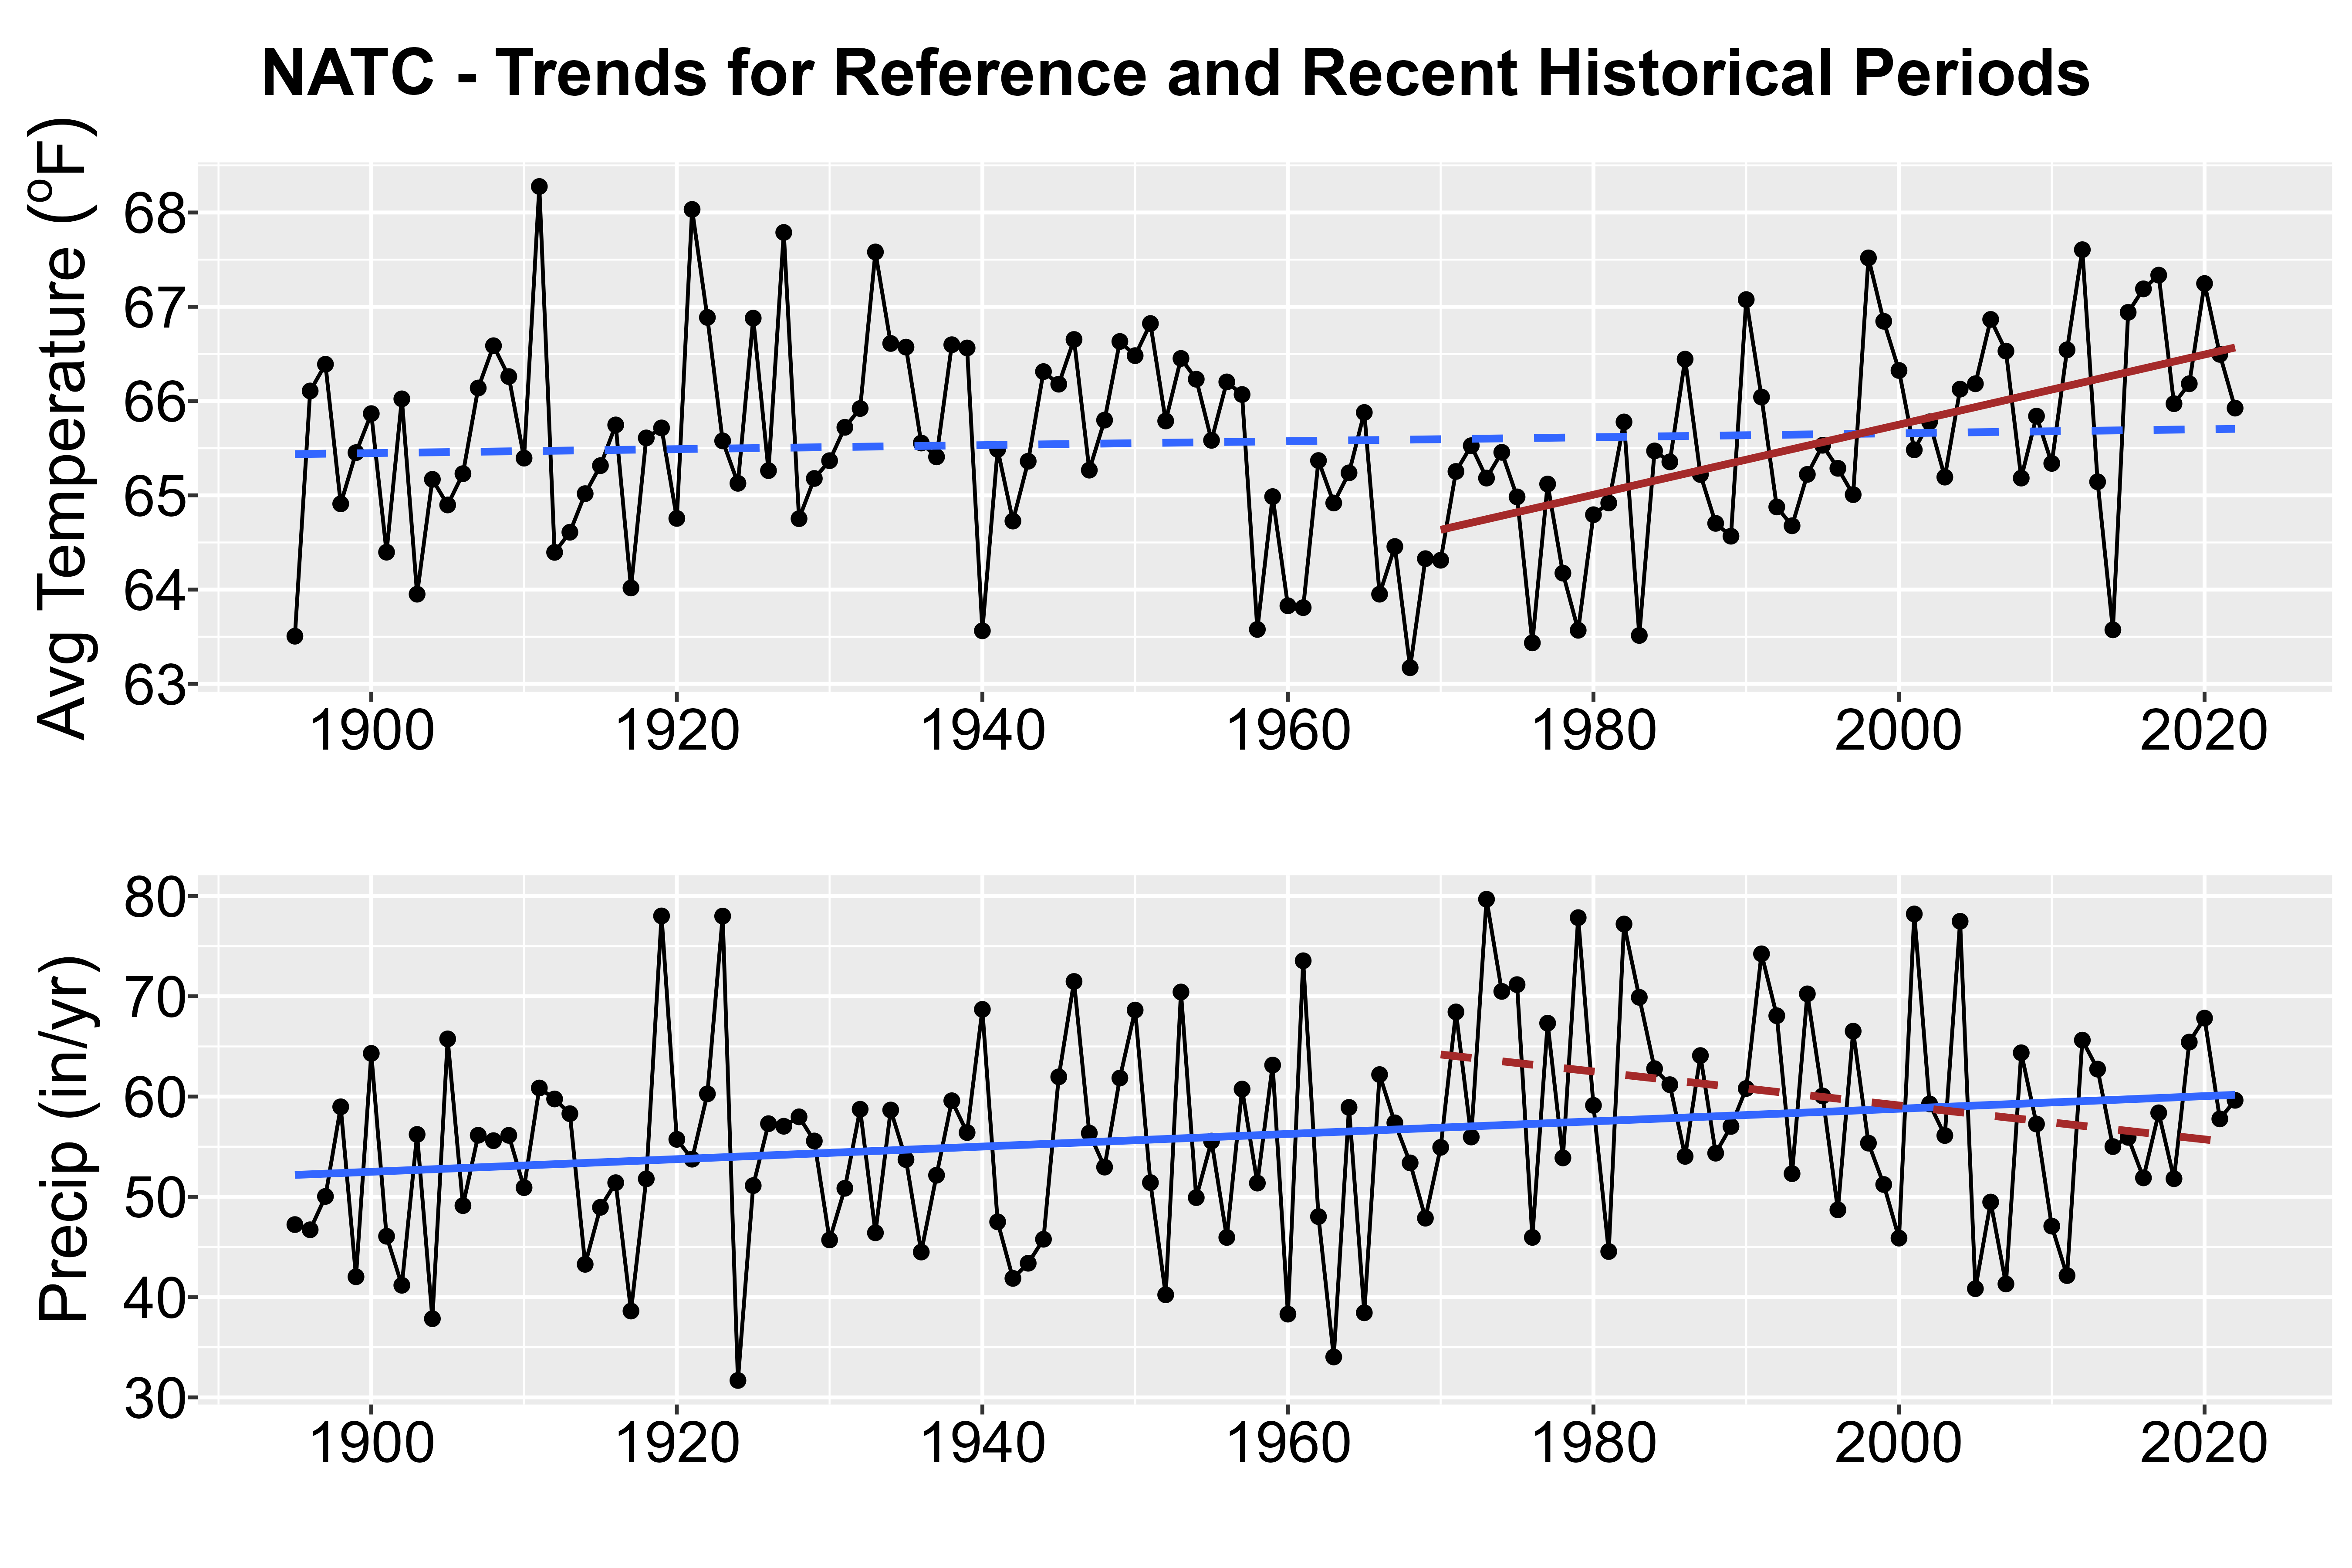 NATC - Trends for Reference and Recent Historical Periods
Avg Temperature (°F)
68
67
66
65
64
63
1900 1920 1940 1960 1980 2000 2020
Precip (in/yr)
80
70
60
50
40
30
1900 1920 1940 1960 1980 2000 2020